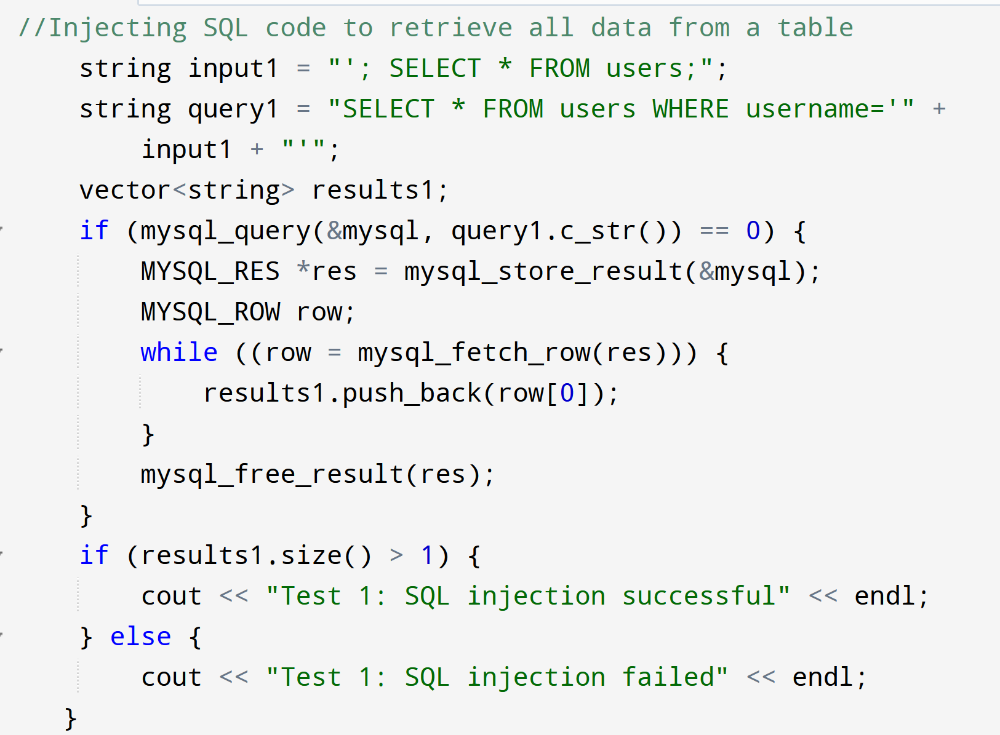 //Injecting SQL code to retrieve all data from a table
    string input1 = "'; SELECT * FROM users;";
    string query1 = "SELECT * FROM users WHERE username='" +
        input1 + "'";
    vector<string> results1;
    if (mysql_query(&mysql, query1.c_str()) == 0) {
        MYSQL_RES *res = mysql_store_result(&mysql);
        MYSQL_ROW row;
        while ((row = mysql_fetch_row(res))) {
            results1.push_back(row[0]);
        }
        mysql_free_result(res);
    }
    if (results1.size() > 1) {
        cout << "Test 1: SQL injection successful" << endl;
    } else {
        cout << "Test 1: SQL injection failed" << endl;
   }